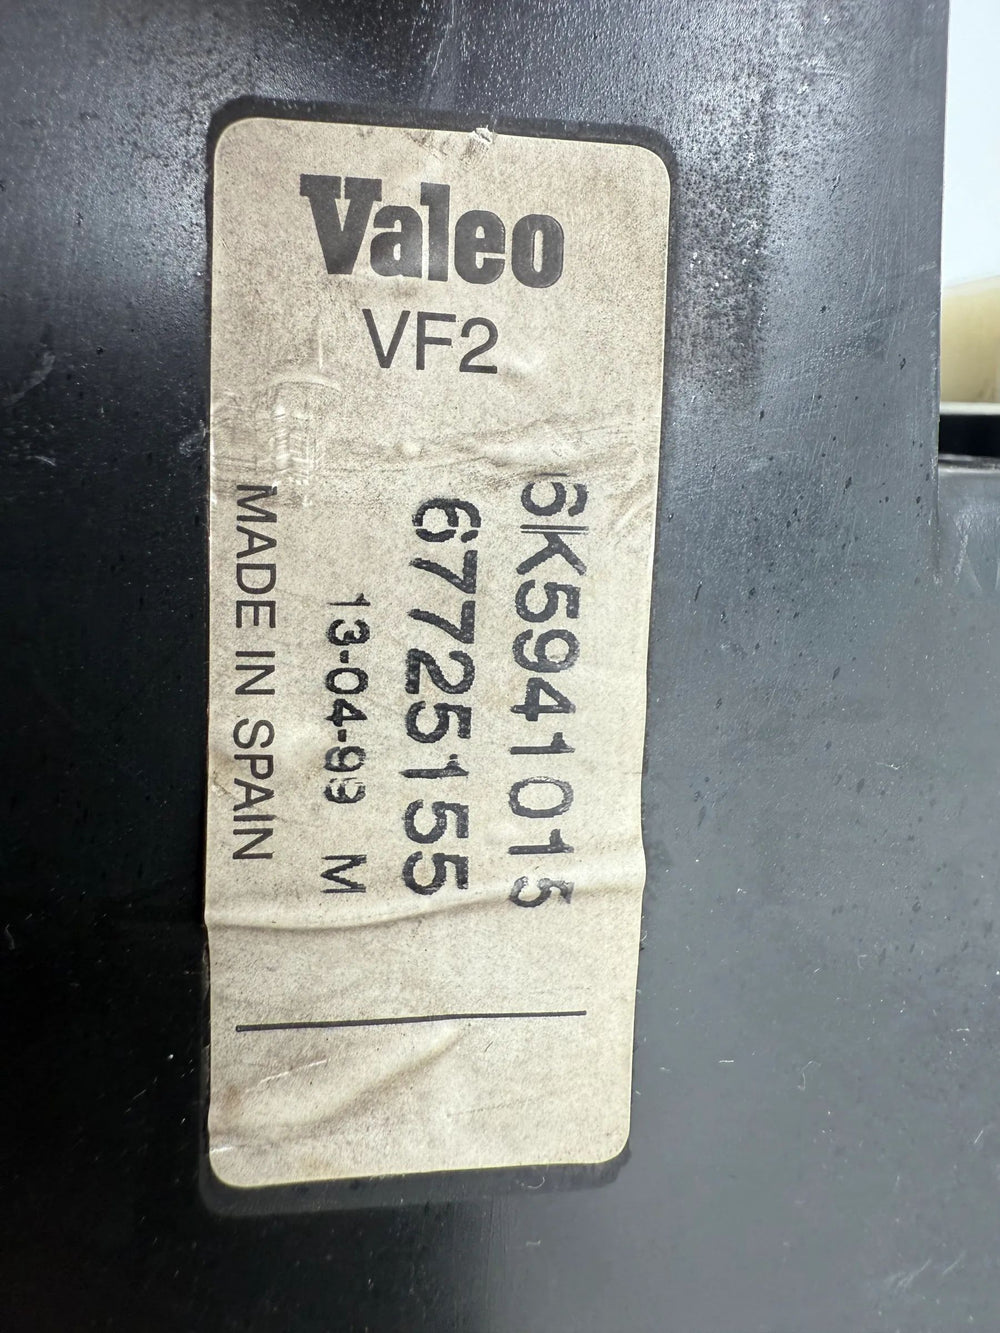 Valeo
VF2
6K5941015
67725155
13-04-99 M
MADE IN SPAIN